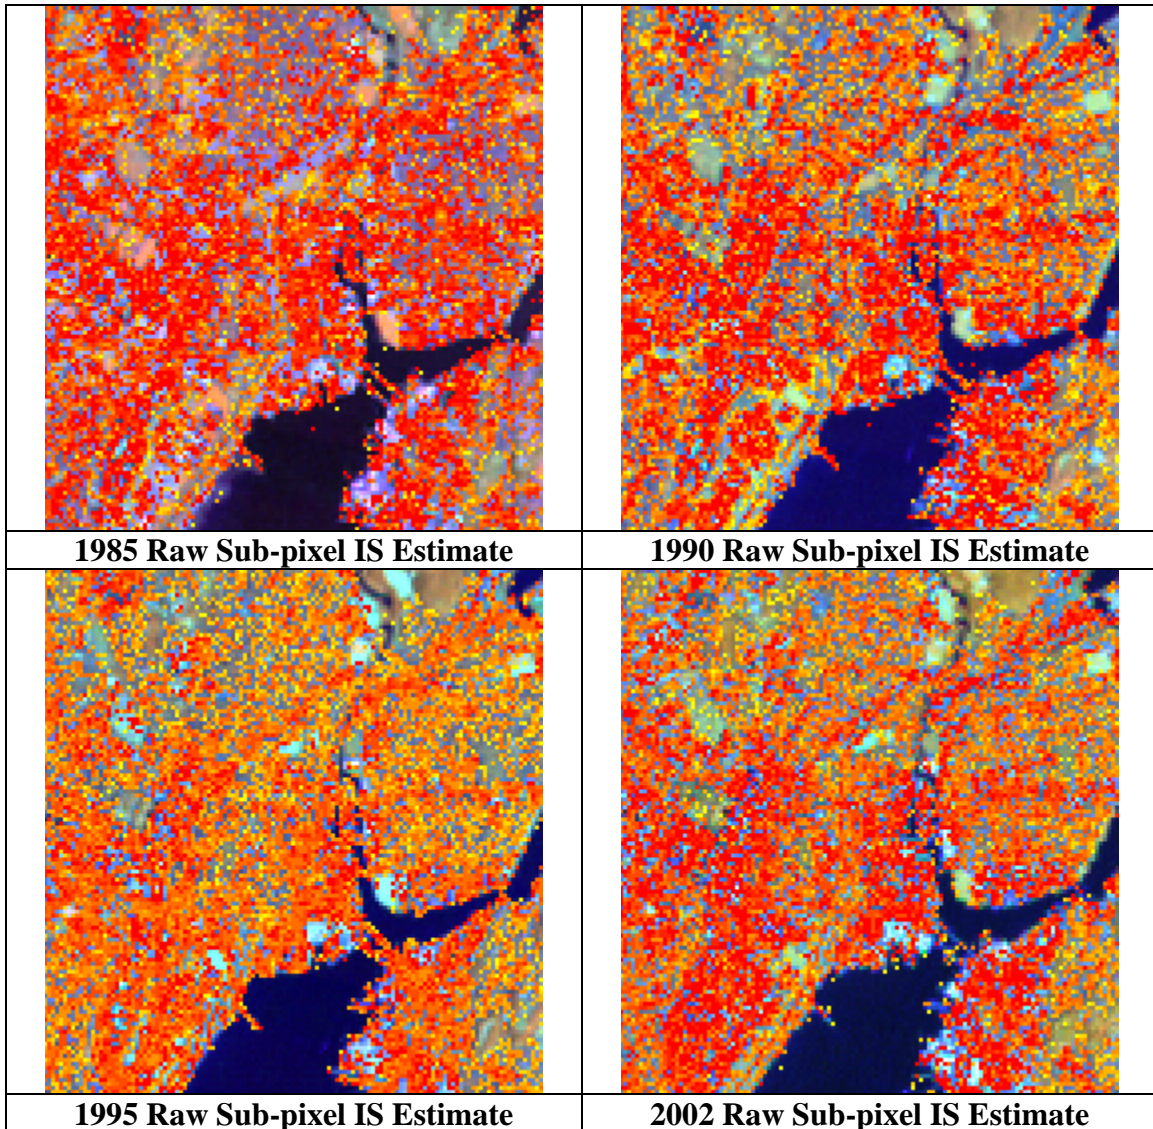 1985 Raw Sub-pixel IS Estimate
1990 Raw Sub-pixel IS Estimate
1995 Raw Sub-pixel IS Estimate
2002 Raw Sub-pixel IS Estimate